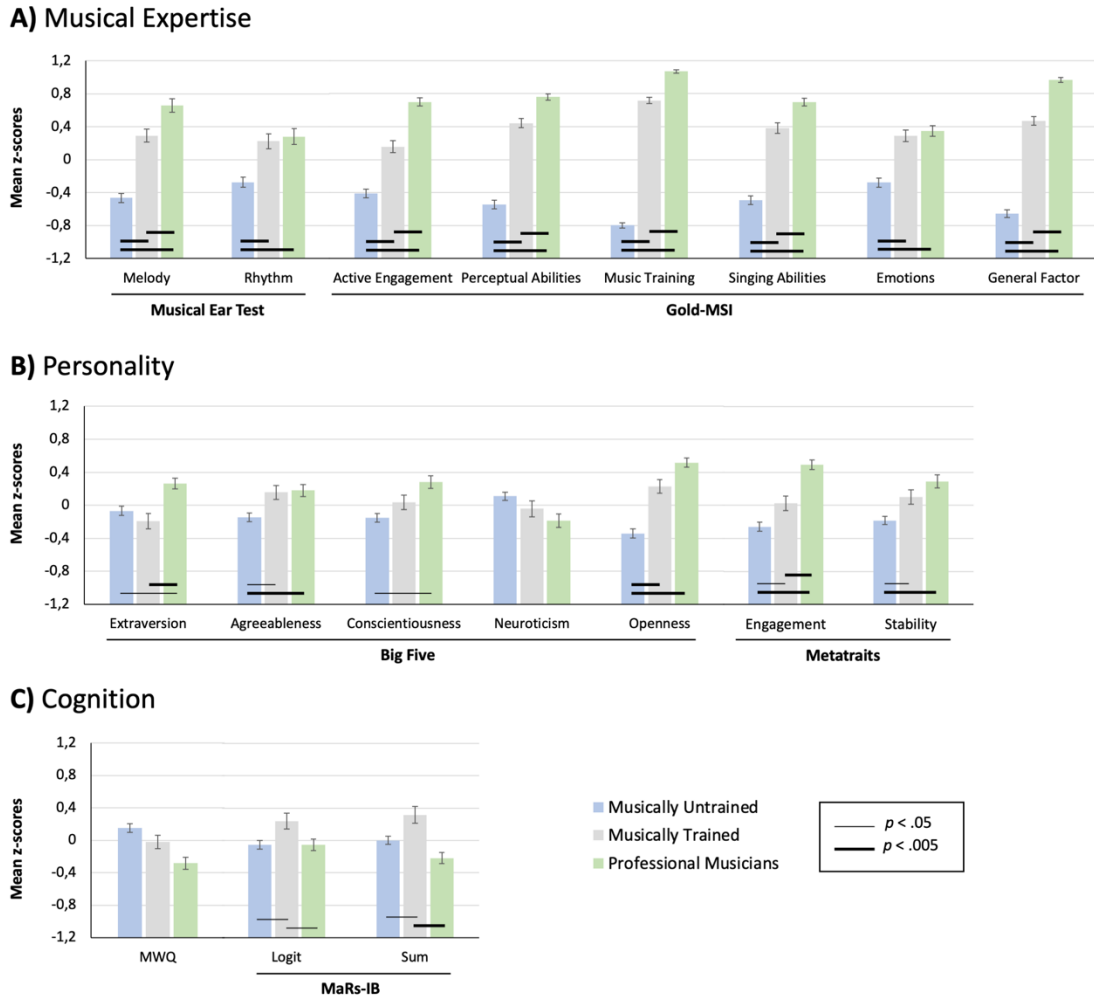 A) Musical Expertise
Mean z-scores
1,2
0,8
0,4
0
-0,4
-0,8
-1,2
Melody Rhythm Active Engagement Perceptual Abilities Music Training Singing Abilities Emotions General Factor
Musical Ear Test Gold-MSI
B) Personality
Mean z-scores
1,2
0,8
0,4
0
-0,4
-0,8
-1,2
Extraversion Agreeableness Conscientiousness Neuroticism Openness Engagement Stability
Big Five Metatraits
C) Cognition
Mean z-scores
1,2
0,8
0,4
0
-0,4
-0,8
-1,2
MWQ Logit Sum
MaRs-IB
Musically Untrained
Musically Trained
Professional Musicians
p < .05
p < .005